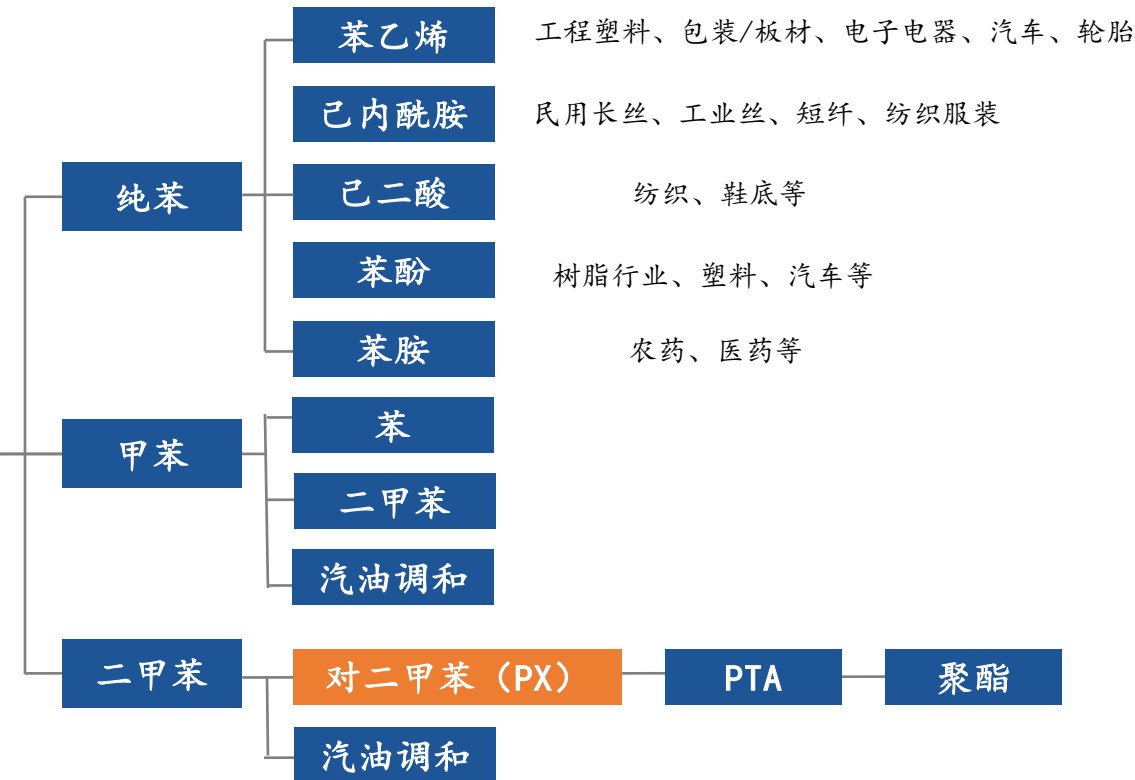 苯乙烯 工程塑料、包装/板材、电子电器、汽车、轮胎
己内酰胺 民用长丝、工业丝、短纤、纺织服装
纯苯
己二酸 纺织、鞋底等
苯酚 树脂行业、塑料、汽车等
苯胺 农药、医药等
苯
甲苯
二甲苯
汽油调和
二甲苯 对二甲苯（PX） PTA 聚酯
汽油调和